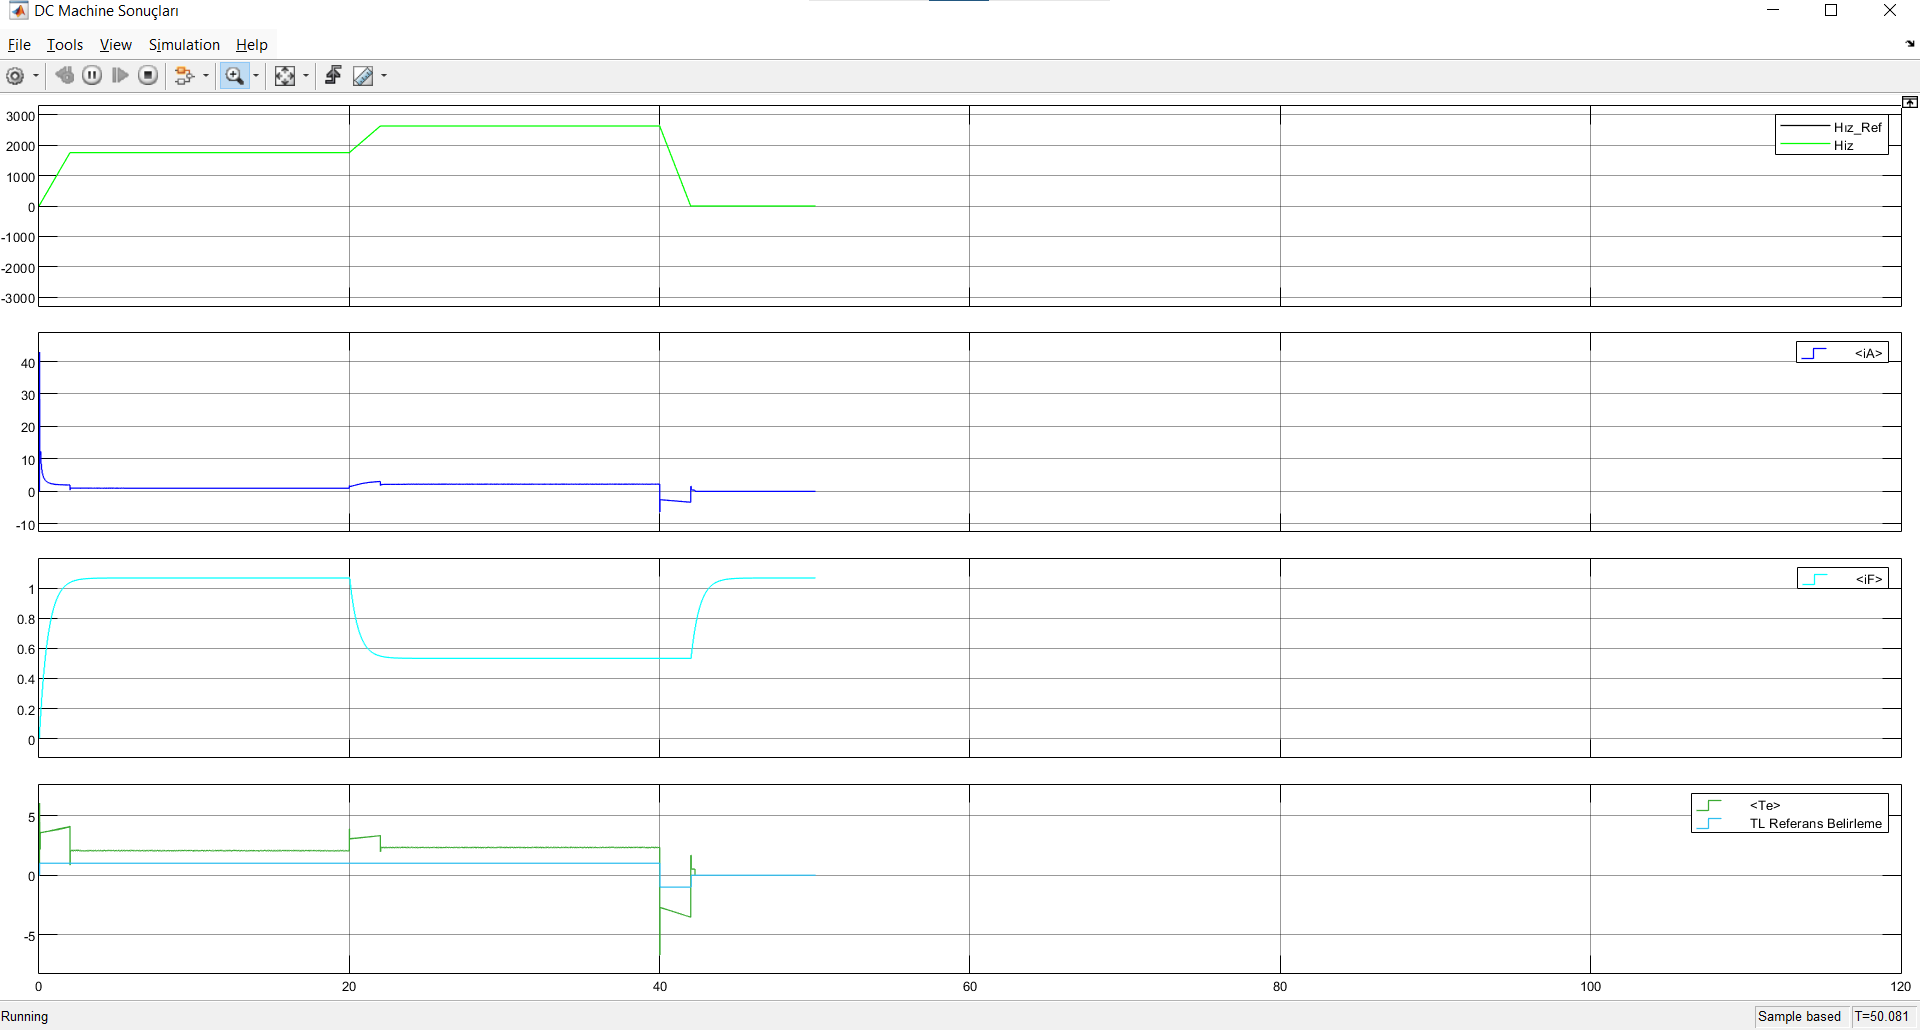 DC Machine Sonuçları
File Tools View Simulation Help
3000
2000
1000
0
-1000
-2000
-3000
Hız_Ref
Hiz
40
30
20
10
0
-10
<iA>
1
0.8
0.6
0.4
0.2
0
<iF>
5
0
-5
<Te>
TL Referans Belirleme
0 20 40 60 80 100 120
Running Sample based T=50.081